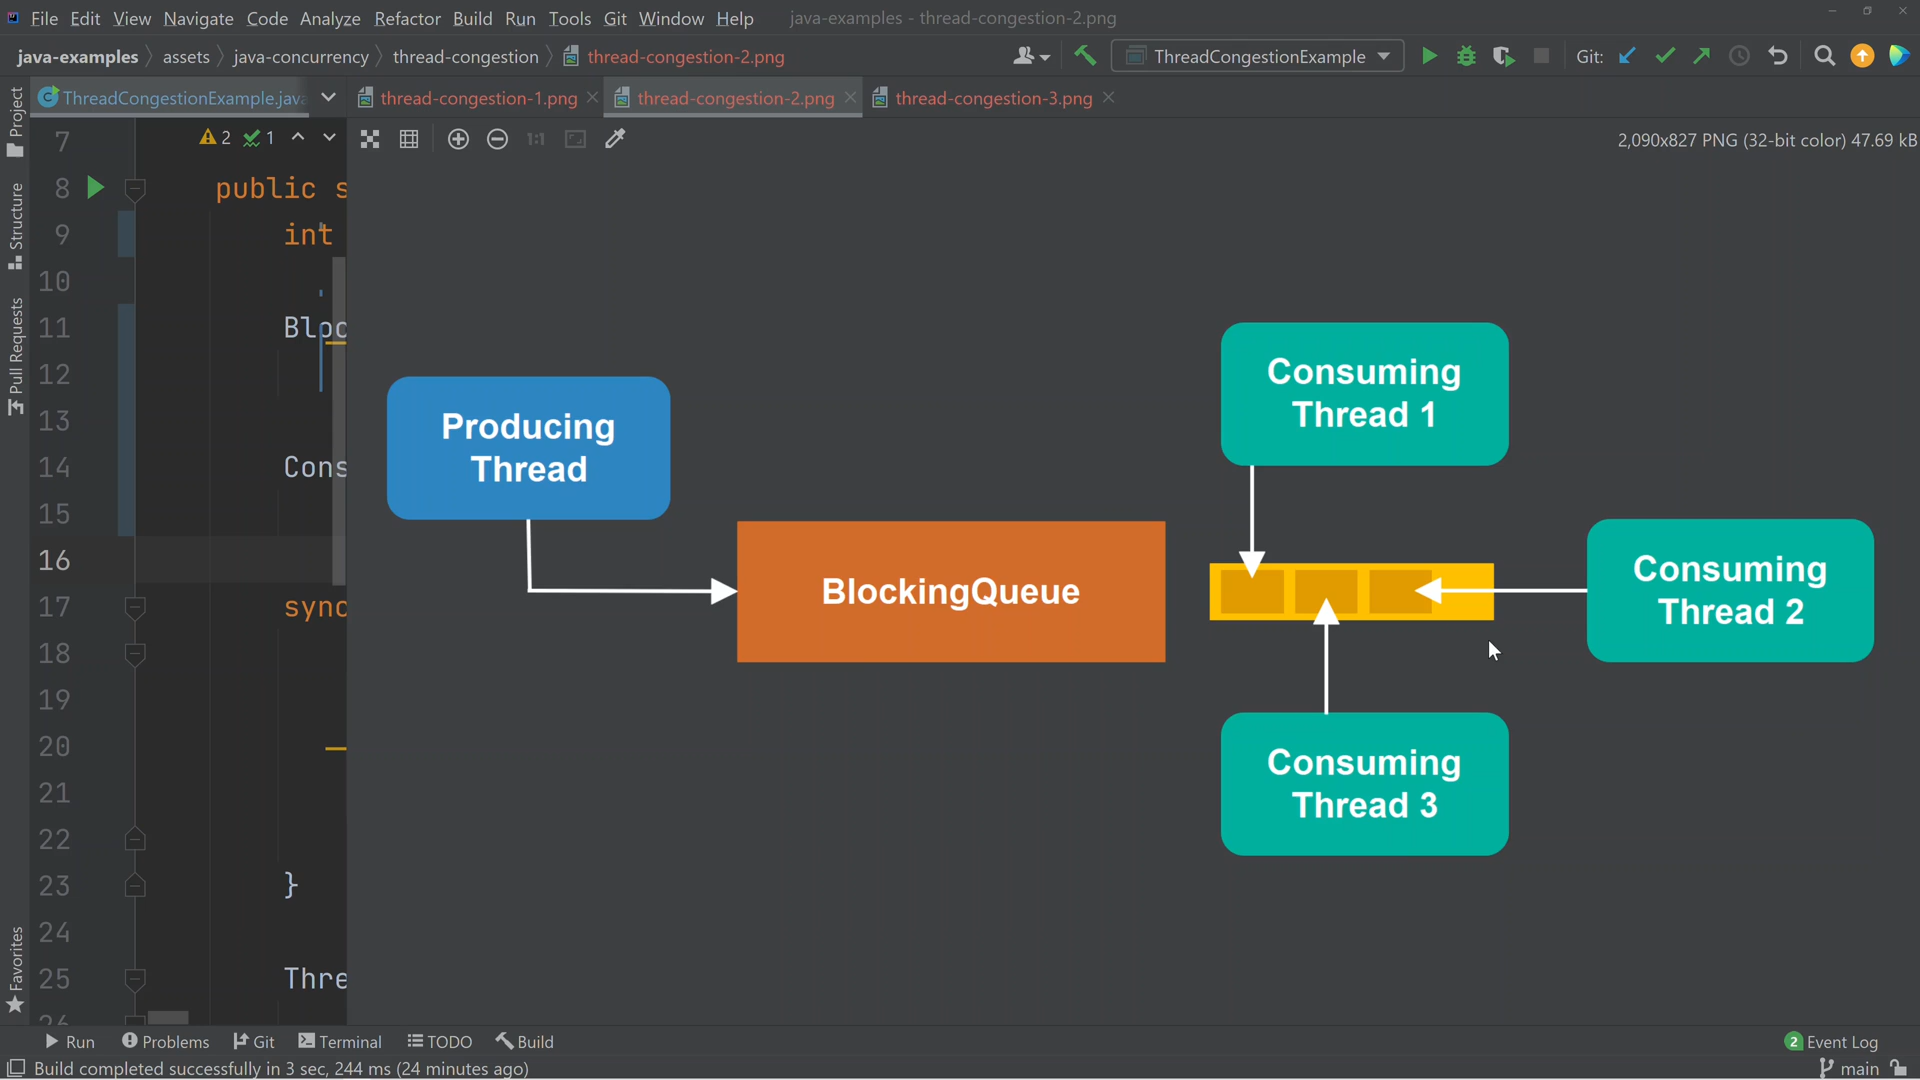 File Edit View Navigate Code Analyze Refactor Build Run Tools Git Window Help java-examples - thread-congestion-2.png
java-examples assets java-concurrency thread-congestion thread-congestion-2.png ThreadCongestionExample Git:
ThreadCongestionExample.java thread-congestion-1.png thread-congestion-2.png thread-congestion-3.png
2 1 1:1 2,090x827 PNG (32-bit color) 47.69 kB
Project
Structure
Pull Requests
Favorites
7
8 public s
9 int
10
11 Bloc
12
13
14 Cons
15
16
17 sync
18
19
20
21
22
23 }
24
25 Thre
26
Producing
Thread
BlockingQueue
Consuming
Thread 1
Consuming
Thread 2
Consuming
Thread 3
Run Problems Git Terminal TODO Build 2 Event Log
Build completed successfully in 3 sec, 244 ms (24 minutes ago) main